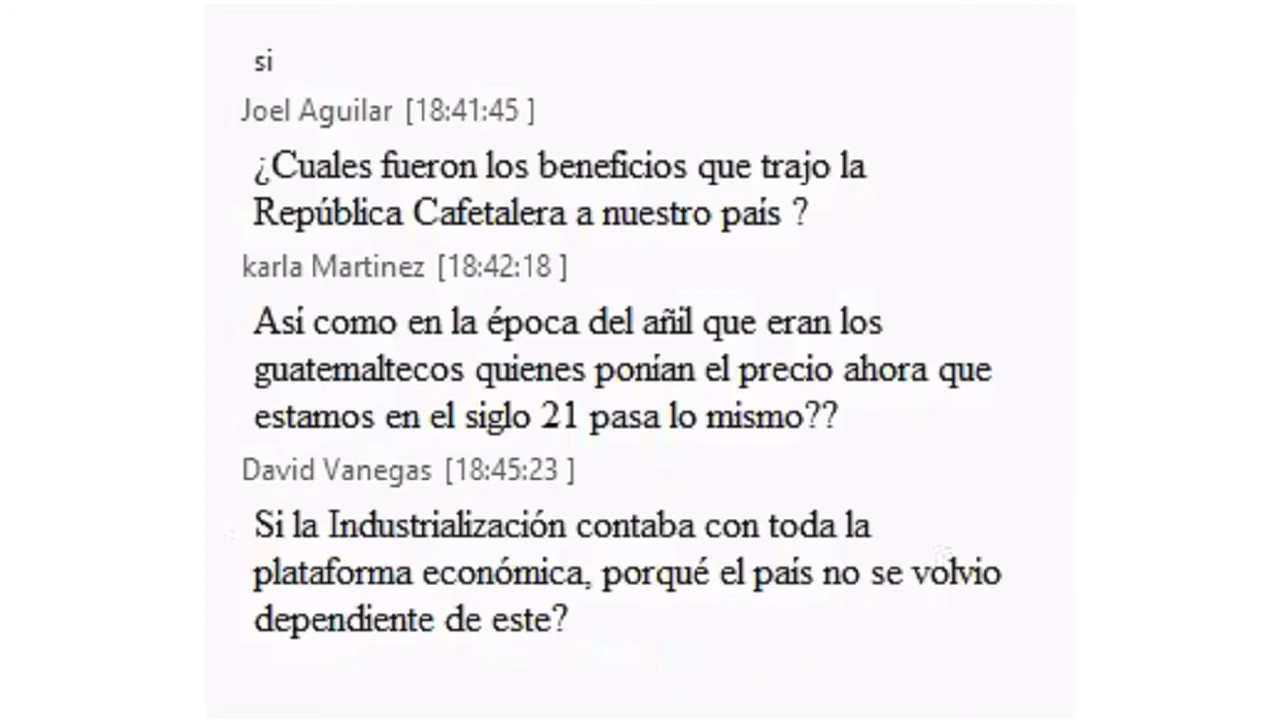 si
Joel Aguilar [18:41:45 ]
¿Cuales fueron los beneficios que trajo la
República Cafetalera a nuestro país ?
karla Martinez [18:42:18 ]
Así como en la época del añil que eran los
guatemaltecos quienes ponían el precio ahora que
estamos en el siglo 21 pasa lo mismo??
David Vanegas [18:45:23 ]
Si la Industrialización contaba con toda la
plataforma económica, porqué el país no se volvio
dependiente de este?